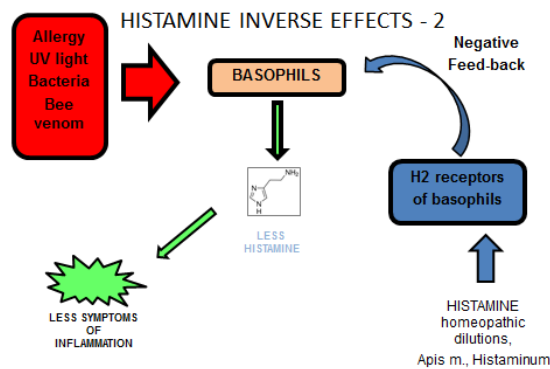 HISTAMINE INVERSE EFFECTS - 2
Allergy
UV light
Bacteria
Bee
venom
BASOPHILS
Negative
Feed-back
NH₂
N
N
H
H2 receptors
of basophils
LESS
HISTAMINE
LESS SYMPTOMS
OF
INFLAMMATION
HISTAMINE
homeopathic
dilutions,
Apis m., Histaminum